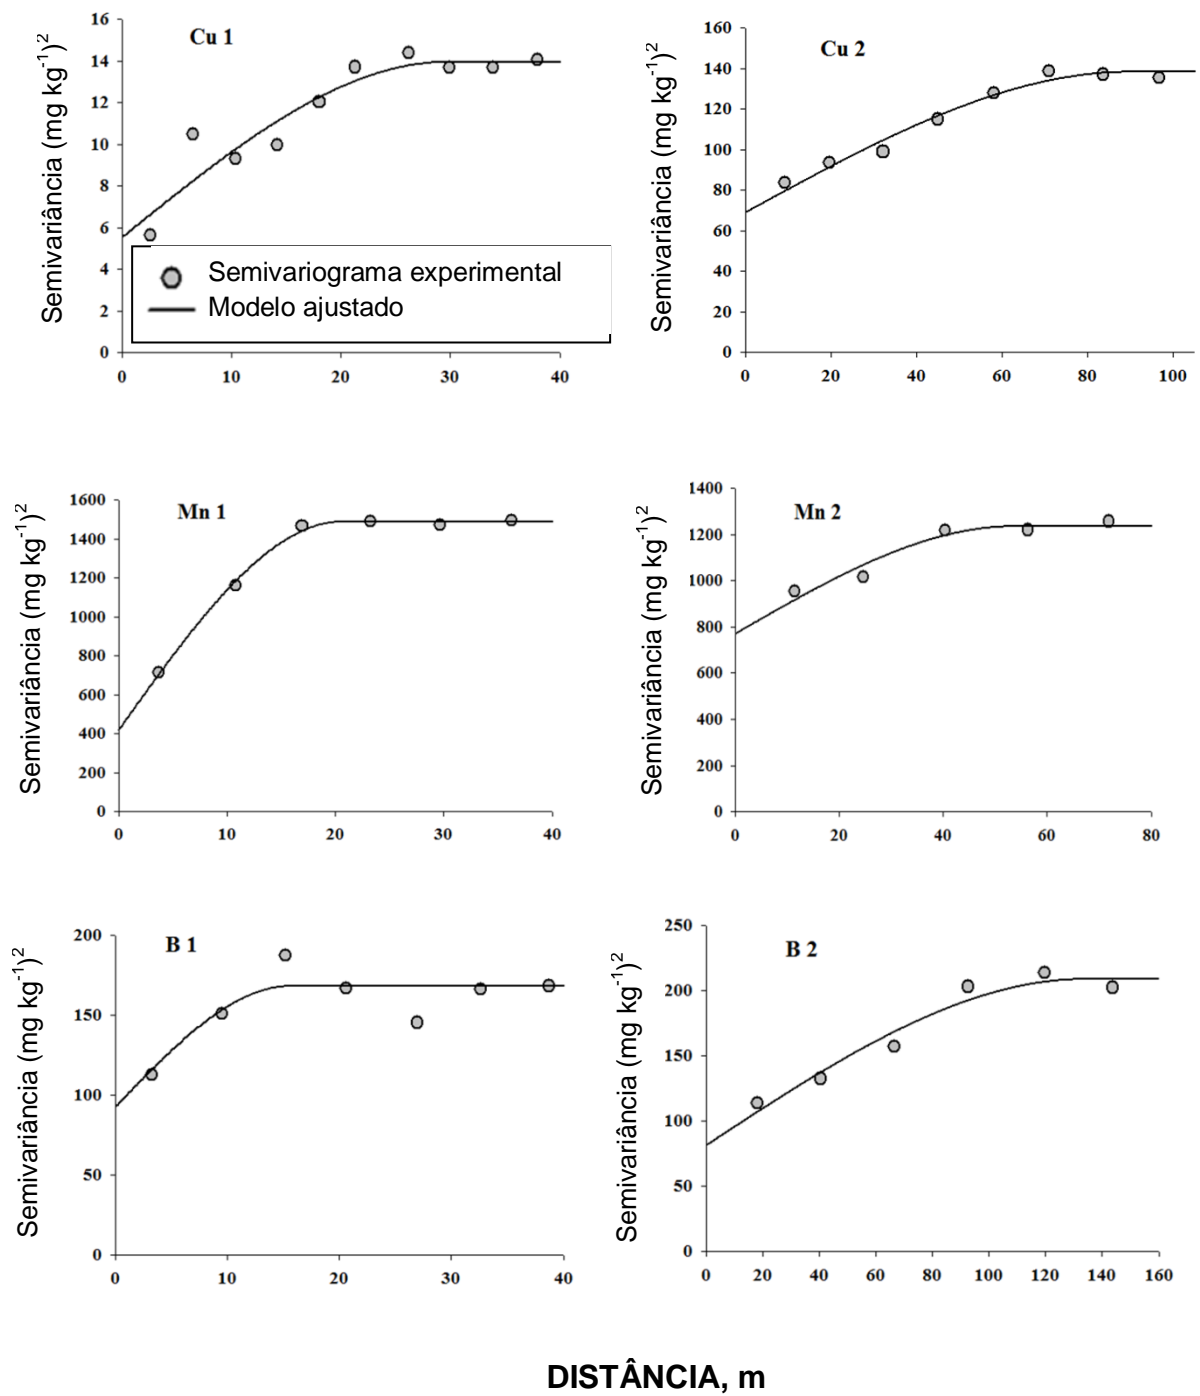 Cu 1
Semivariância (mg kg-1)2
16
14
12
10
8
6
4
2
0
0 10 20 30 40
Semivariograma experimental
Modelo ajustado
Cu 2
Semivariância (mg kg-1)2
160
140
120
100
80
60
40
20
0
0 20 40 60 80 100
Mn 1
Semivariância (mg kg-1)2
1600
1400
1200
1000
800
600
400
200
0
0 10 20 30 40
Mn 2
Semivariância (mg kg-1)2
1400
1200
1000
800
600
400
200
0
0 20 40 60 80
B 1
Semivariância (mg kg-1)2
200
150
100
50
0
0 10 20 30 40
B 2
Semivariância (mg kg-1)2
250
200
150
100
50
0
0 20 40 60 80 100 120 140 160
DISTÂNCIA, m